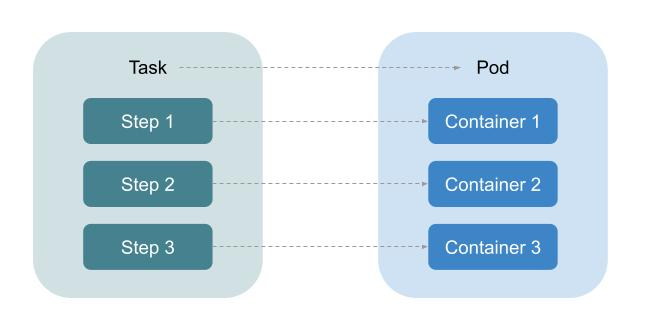 Task
Pod
Step 1
Container 1
Step 2
Container 2
Step 3
Container 3